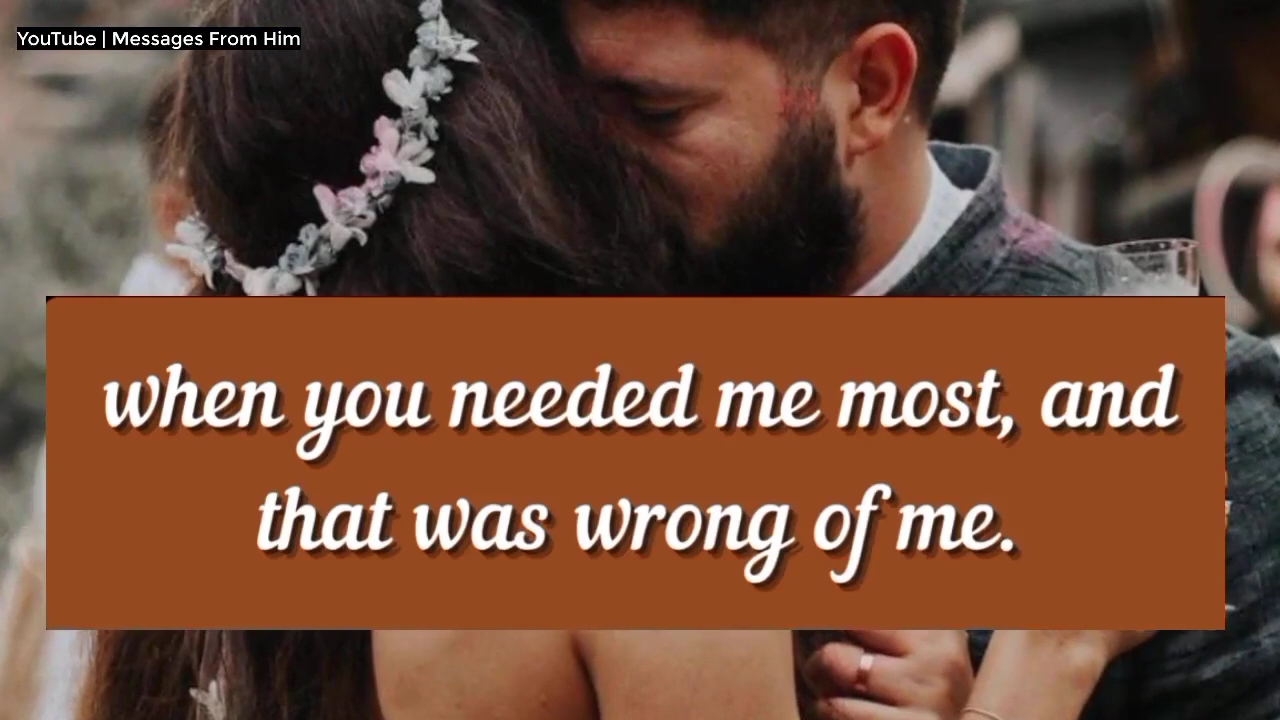 YouTube | Messages From Him
when you needed me most, and
that was wrong of me.